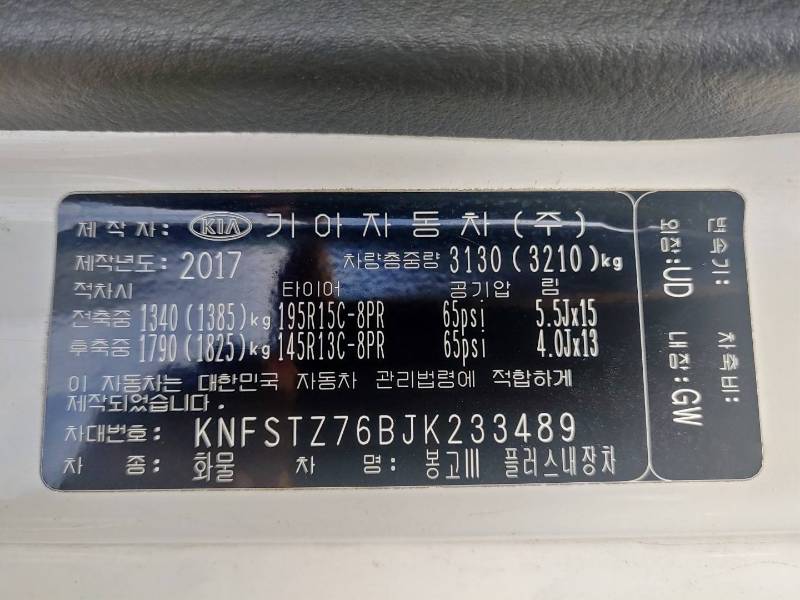 제 작 자: KIA 기아자동차(주)
제작년도: 2017 차량총중량 3130 (3210)kg
적차시 타이어 공기압 림
전축중 1340 (1385)kg 195R15C-8PR 65psi 5.5Jx15
후축중 1790 (1825)kg 145R13C-8PR 65psi 4.0Jx13
이 자동차는 대한민국 자동차 관리법령에 적합하게
제작되었습니다.
차대번호: KNFSTZ76BJK233489
차 종: 화물 차 명: 봉고III 플러스내장차
변속기: 차축비:
외장: UD 내장: GW